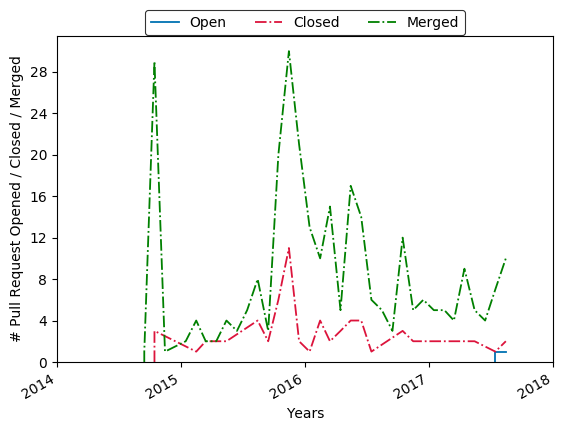 Open Closed Merged
# Pull Request Opened / Closed / Merged
28
24
20
16
12
8
4
0
2014 2015 2016 2017 2018
Years